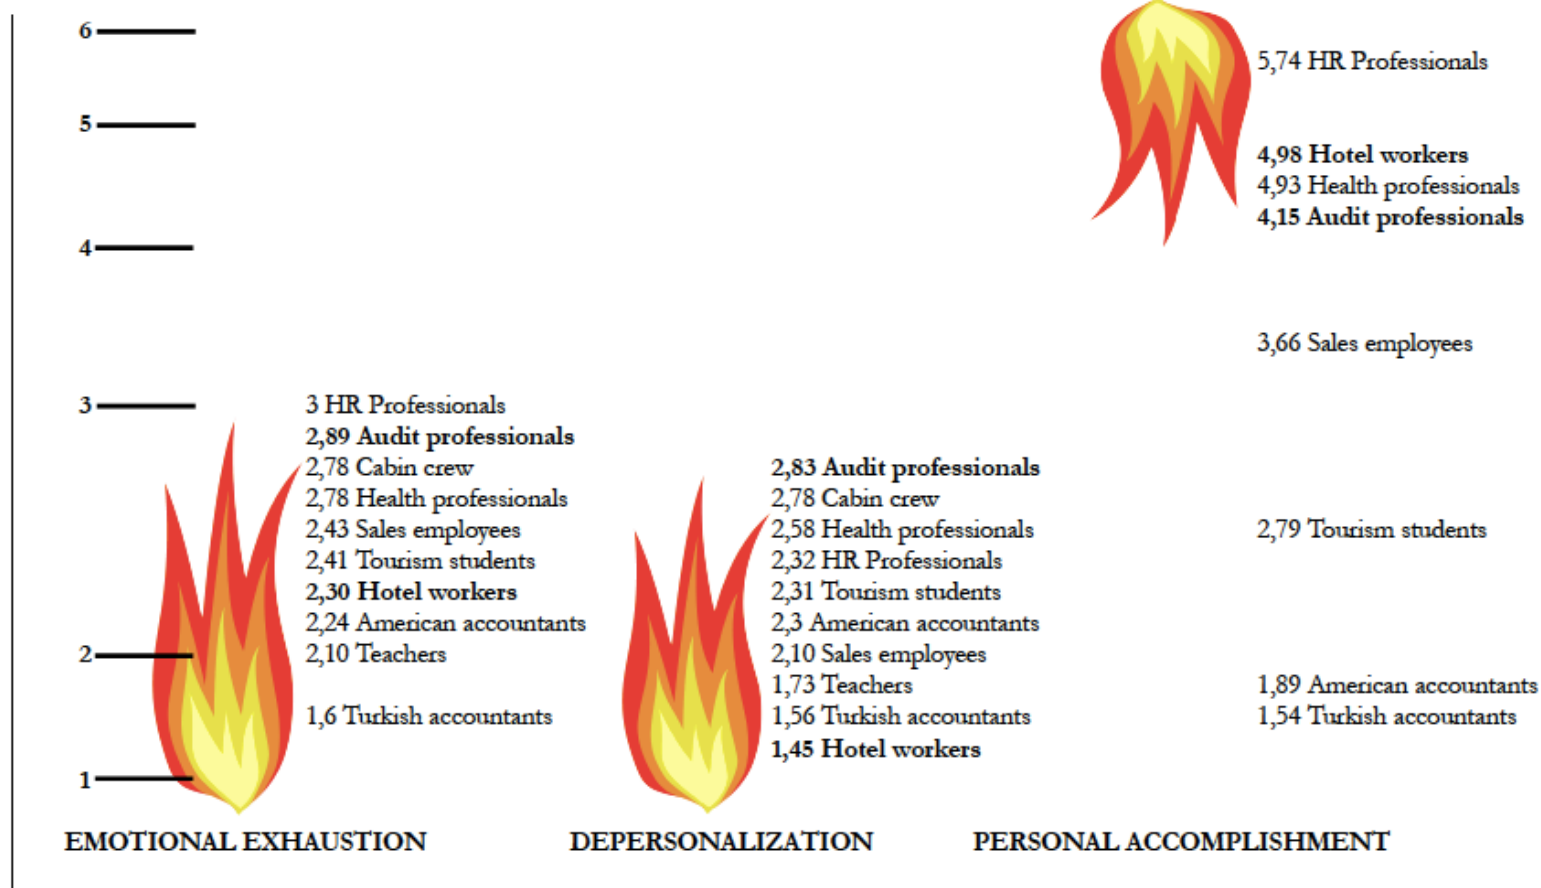 6
5
4
3
2
1
3 HR Professionals
2,89 Audit professionals
2,78 Cabin crew
2,78 Health professionals
2,43 Sales employees
2,41 Tourism students
2,30 Hotel workers
2,24 American accountants
2,10 Teachers
1,6 Turkish accountants
EMOTIONAL EXHAUSTION
2,83 Audit professionals
2,78 Cabin crew
2,58 Health professionals
2,32 HR Professionals
2,31 Tourism students
2,3 American accountants
2,10 Sales employees
1,73 Teachers
1,56 Turkish accountants
1,45 Hotel workers
DEPERSONALIZATION
5,74 HR Professionals
4,98 Hotel workers
4,93 Health professionals
4,15 Audit professionals
3,66 Sales employees
2,79 Tourism students
1,89 American accountants
1,54 Turkish accountants
PERSONAL ACCOMPLISHMENT